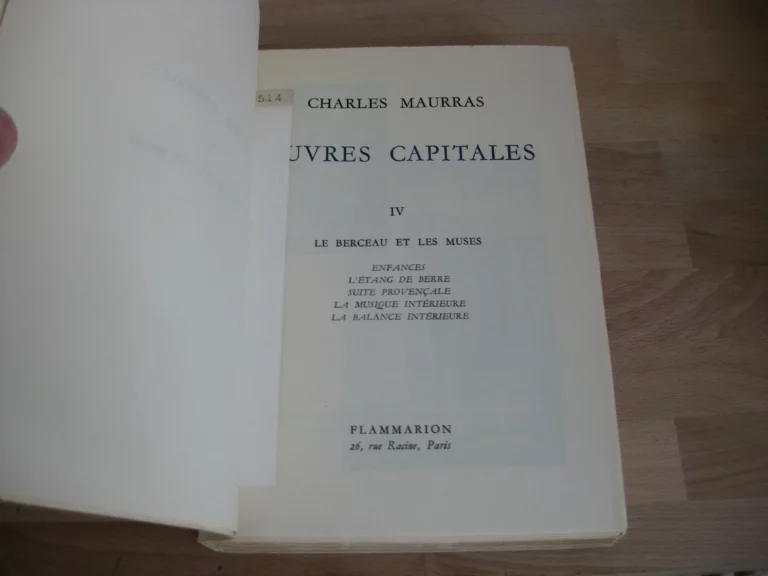 514
CHARLES MAURRAS
UVRES CAPITALES
IV
LE BERCEAU ET LES MUSES
ENFANCES
L'ÉTANG DE BERRE
SUITE PROVENÇALE
LA MUSIQUE INTÉRIEURE
LA BALANCE INTÉRIEURE
FLAMMARION
26, rue Racine, Paris